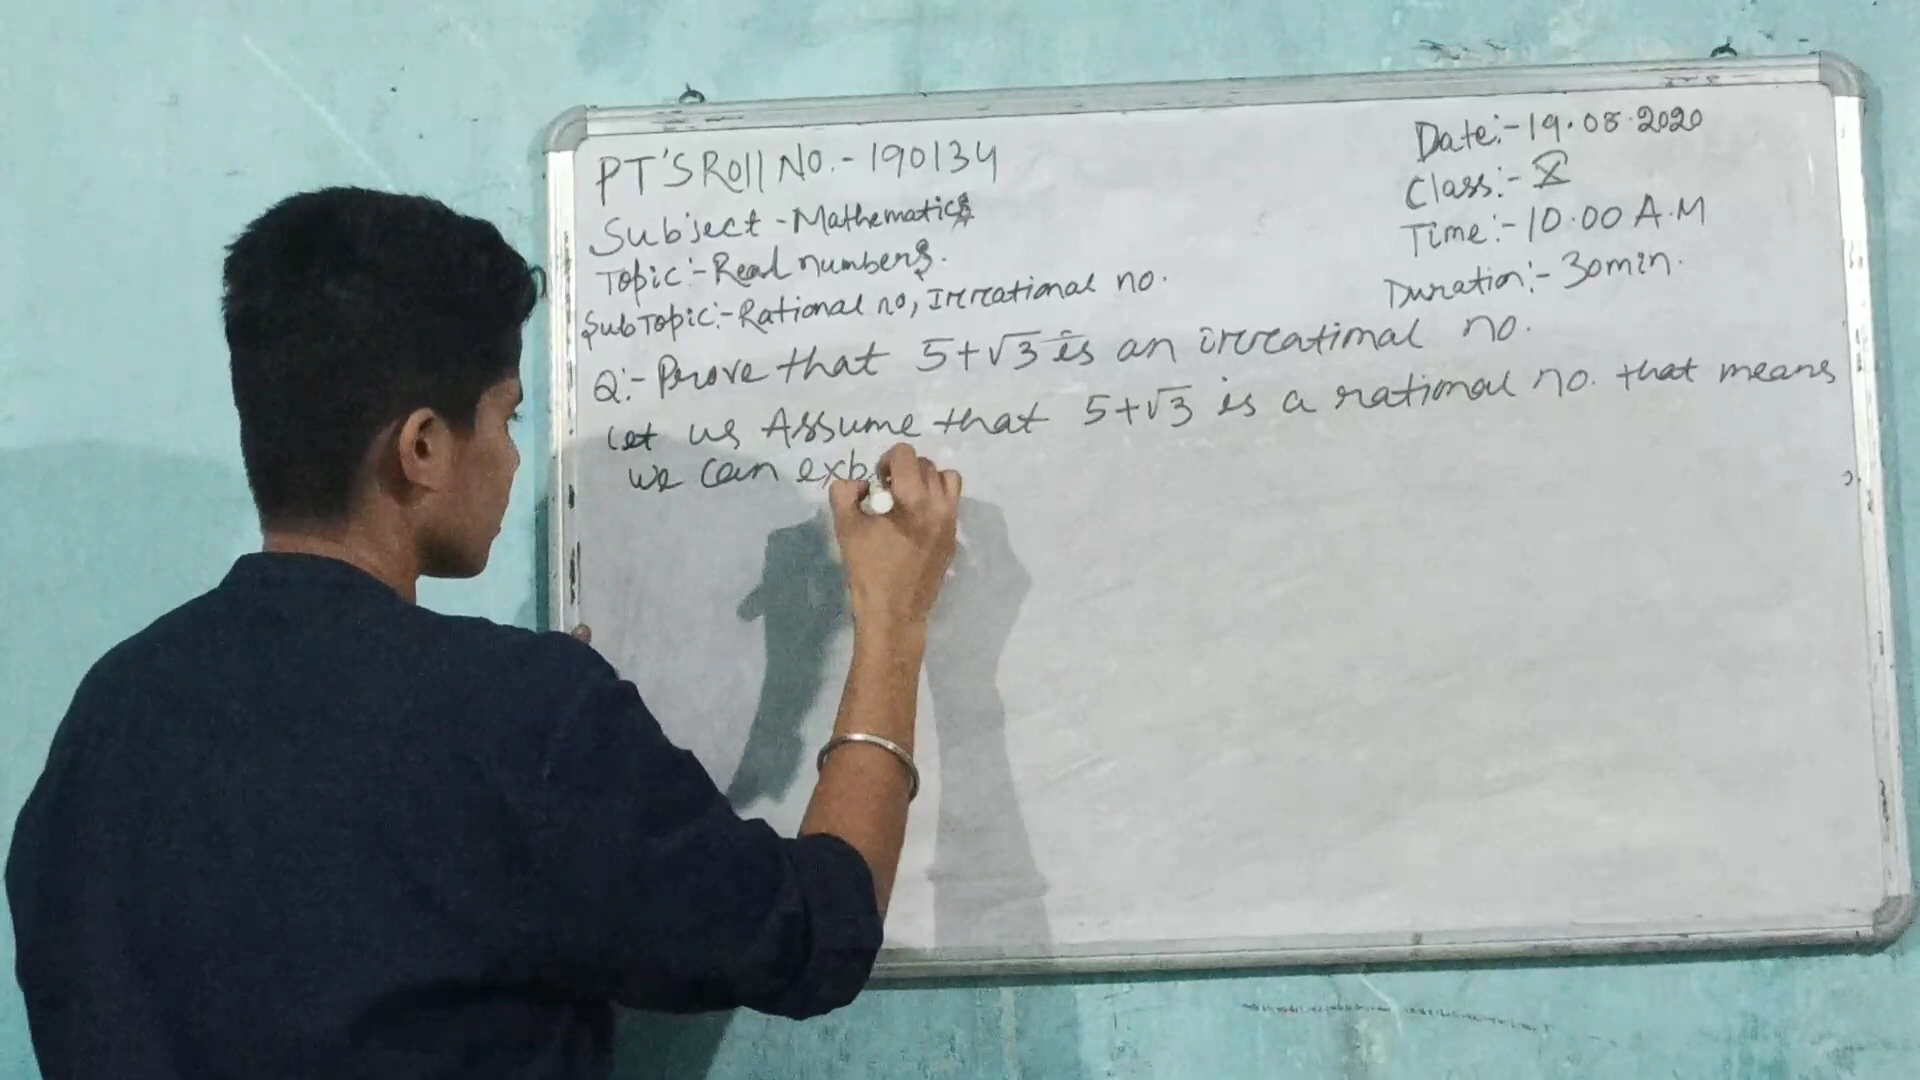 PT'S Roll No.- 190134
Subject - Mathematics
Topic:- Real numbers.
SubTopic:- Rational no, Irrational no.
Date:- 19.08.2020
Class:- X
Time:- 10.00 A.M
Duration:- 30min.
Q:- Prove that 5+√3 is an irrational no.
Let us Assume that 5+√3 is a rational no. that means
we can exp